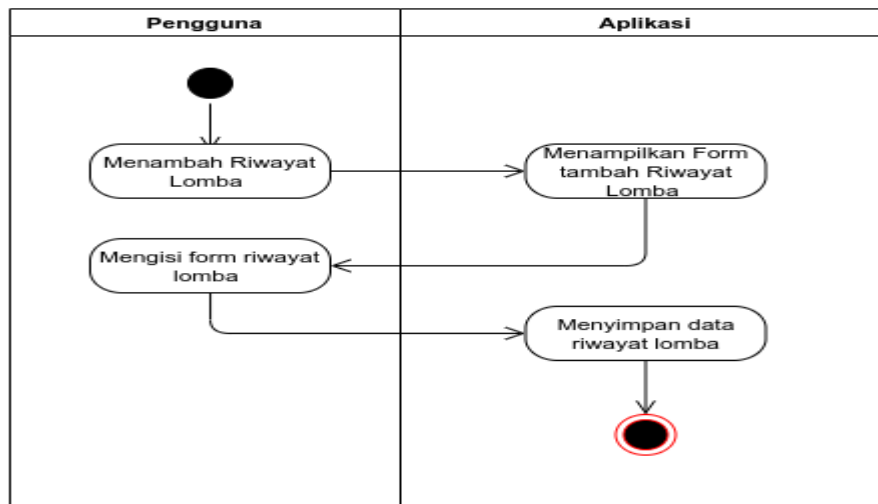 Pengguna
Aplikasi
Menambah Riwayat
Lomba
Menampilkan Form
tambah Riwayat
Lomba
Mengisi form riwayat
lomba
Menyimpan data
riwayat lomba